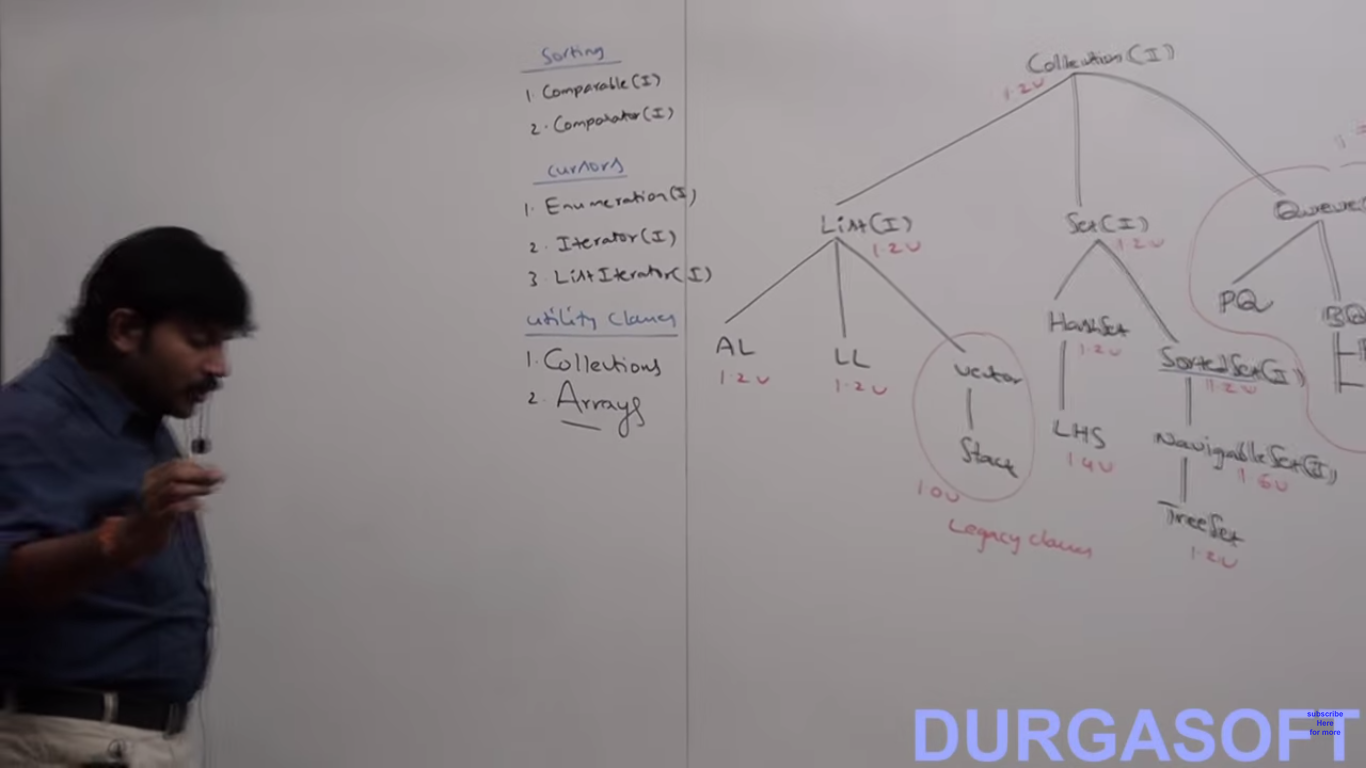 Sorting
1. Comparable(I)
2. Comparator(I)
cursors
1. Enumeration(I)
2. Iterator(I)
3. ListIterator(I)
utility classes
1. Collections
2. Arrays
Collection(I)
1.2v
List(I)
1.2v
AL
1.2v
LL
1.2v
vector
Stack
1.0v
Legacy classes
Set(I)
1.2v
HashSet
1.2v
LHS
1.4v
SortedSet(I)
1.2v
NavigableSet(I)
1.6v
TreeSet
1.2v
Queue(
PQ
BQ
DURGASOFT
subscribe
Here
for more